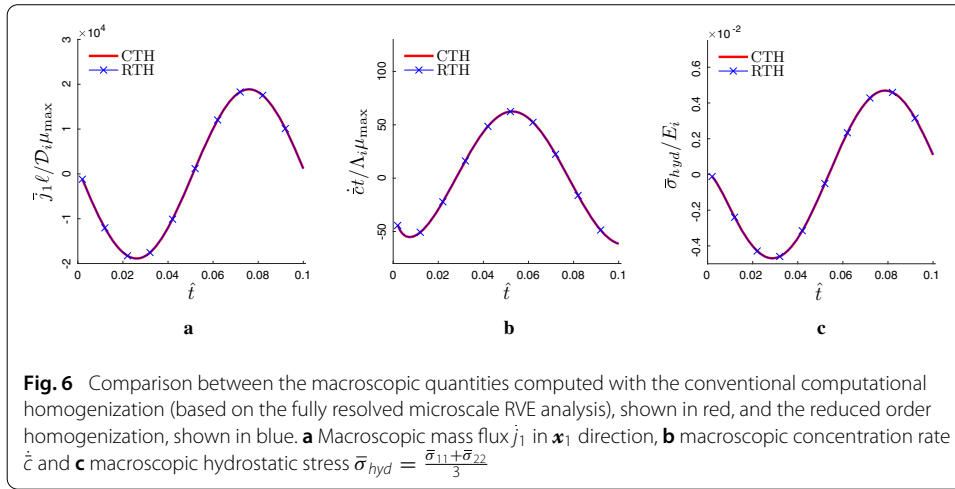 ×10⁴
3
2
1
0
-1
-2
0 0.02 0.04 0.06 0.08 0.1
j̄₁ℓ/𝒟ᵢμₘₐₓ
t̂
CTH
RTH
a
100
50
0
50
0 0.02 0.04 0.06 0.08 0.1
c̄̇t/Λᵢμₘₐₓ
t̂
CTH
RTH
b
×10⁻²
0.6
0.4
0.2
0
-0.2
-0.4
0 0.02 0.04 0.06 0.08 0.1
σ̄ₕᵧd/Eᵢ
t̂
CTH
RTH
c
Fig. 6 Comparison between the macroscopic quantities computed with the conventional computational
homogenization (based on the fully resolved microscale RVE analysis), shown in red, and the reduced order
homogenization, shown in blue. a Macroscopic mass flux j̄₁ in x₁ direction, b macroscopic concentration rate
c̄̇ and c macroscopic hydrostatic stress σ̄_hyd = (σ̄₁₁+σ̄₂₂)/3